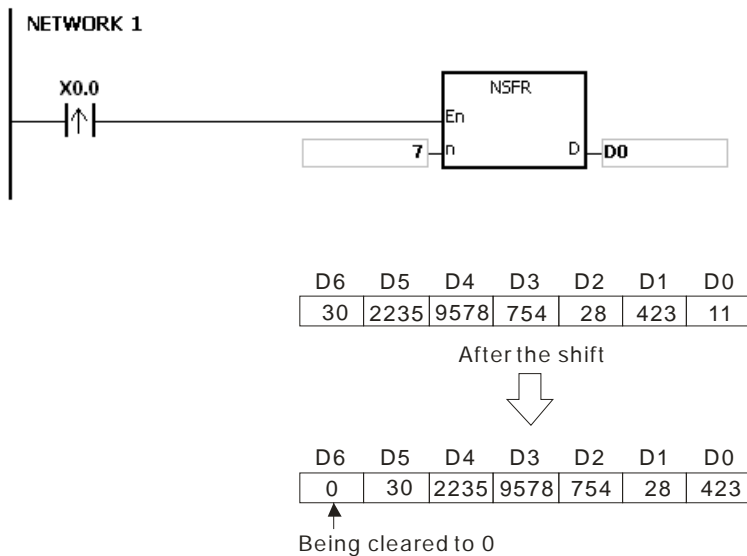 NETWORK 1
X0.0
NSFR
En
7 n D D0
D6 D5 D4 D3 D2 D1 D0
30 2235 9578 754 28 423 11
After the shift
D6 D5 D4 D3 D2 D1 D0
0 30 2235 9578 754 28 423
Being cleared to 0